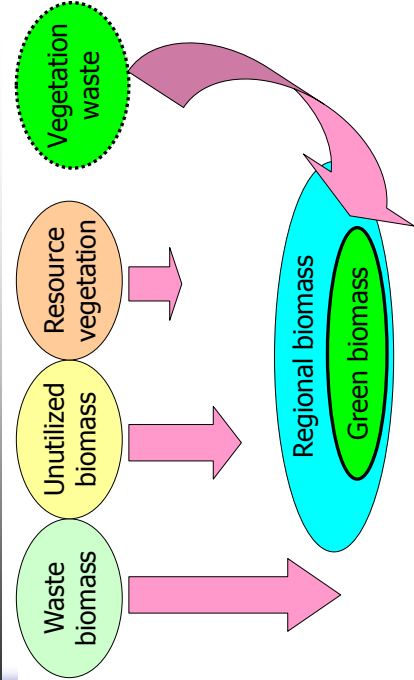 Waste
biomass
Unutilized
biomass
Resource
vegetation
Vegetation
waste
Regional biomass
Green biomass